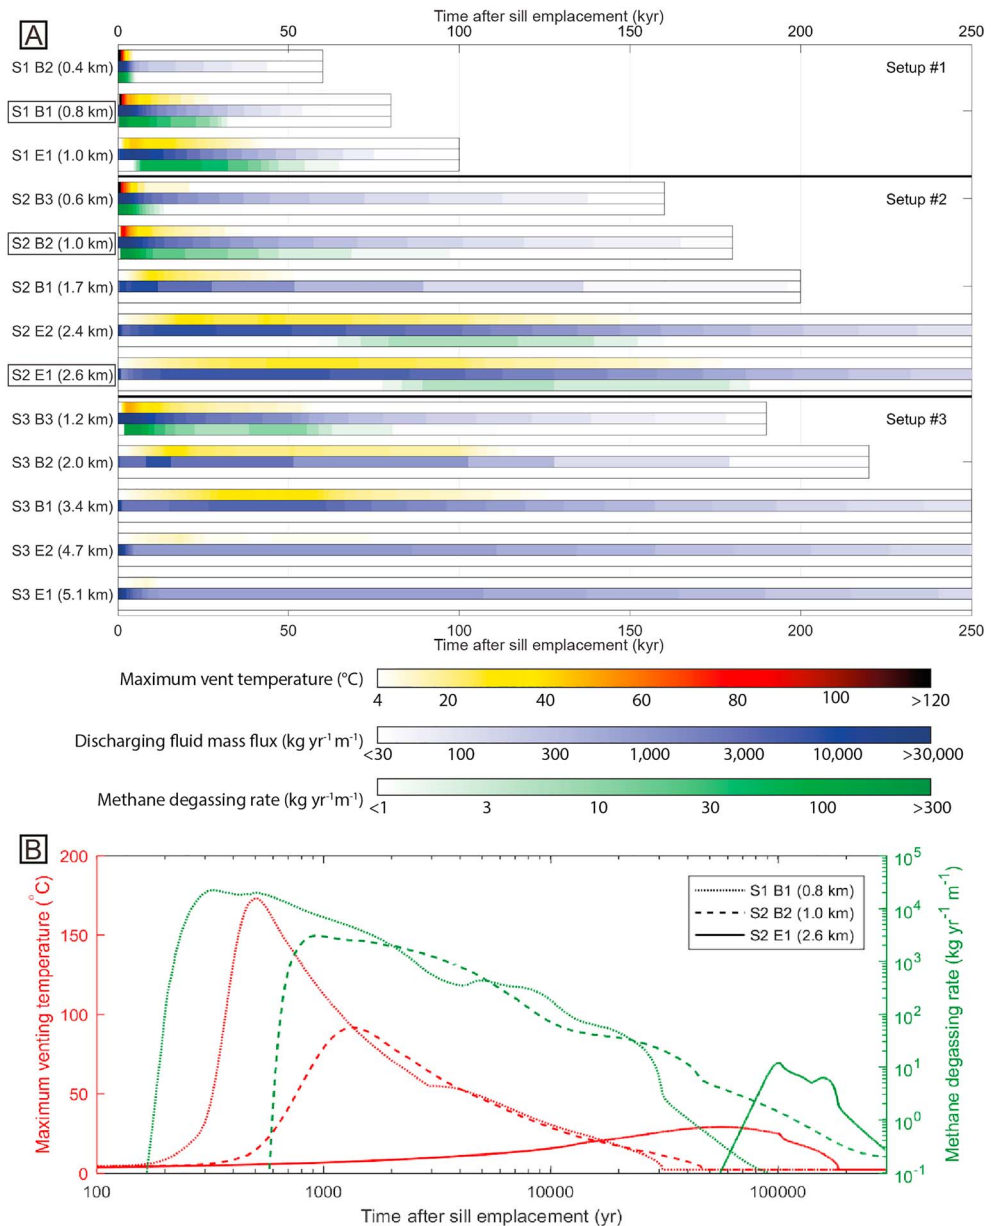 A
Time after sill emplacement (kyr)
0 50 100 150 200 250
S1 B2 (0.4 km)
Setup #1
S1 B1 (0.8 km)
S1 E1 (1.0 km)
S2 B3 (0.6 km)
Setup #2
S2 B2 (1.0 km)
S2 B1 (1.7 km)
S2 E2 (2.4 km)
S2 E1 (2.6 km)
S3 B3 (1.2 km)
Setup #3
S3 B2 (2.0 km)
S3 B1 (3.4 km)
S3 E2 (4.7 km)
S3 E1 (5.1 km)
0 50 100 150 200 250
Time after sill emplacement (kyr)
Maximum vent temperature (°C)
4 20 40 60 80 100 >120
Discharging fluid mass flux (kg yr⁻¹m⁻¹)
<30 100 300 1,000 3,000 10,000 >30,000
Methane degassing rate (kg yr⁻¹m⁻¹)
<1 3 10 30 100 >300
B
Maximum venting temperature (°C)
200
150
100
50
0
S1 B1 (0.8 km)
S2 B2 (1.0 km)
S2 E1 (2.6 km)
10⁵
10⁴
10³
10²
10¹
10⁰
10⁻¹
Methane degassing rate (kg yr⁻¹ m⁻¹)
100 1000 10000 100000
Time after sill emplacement (yr)